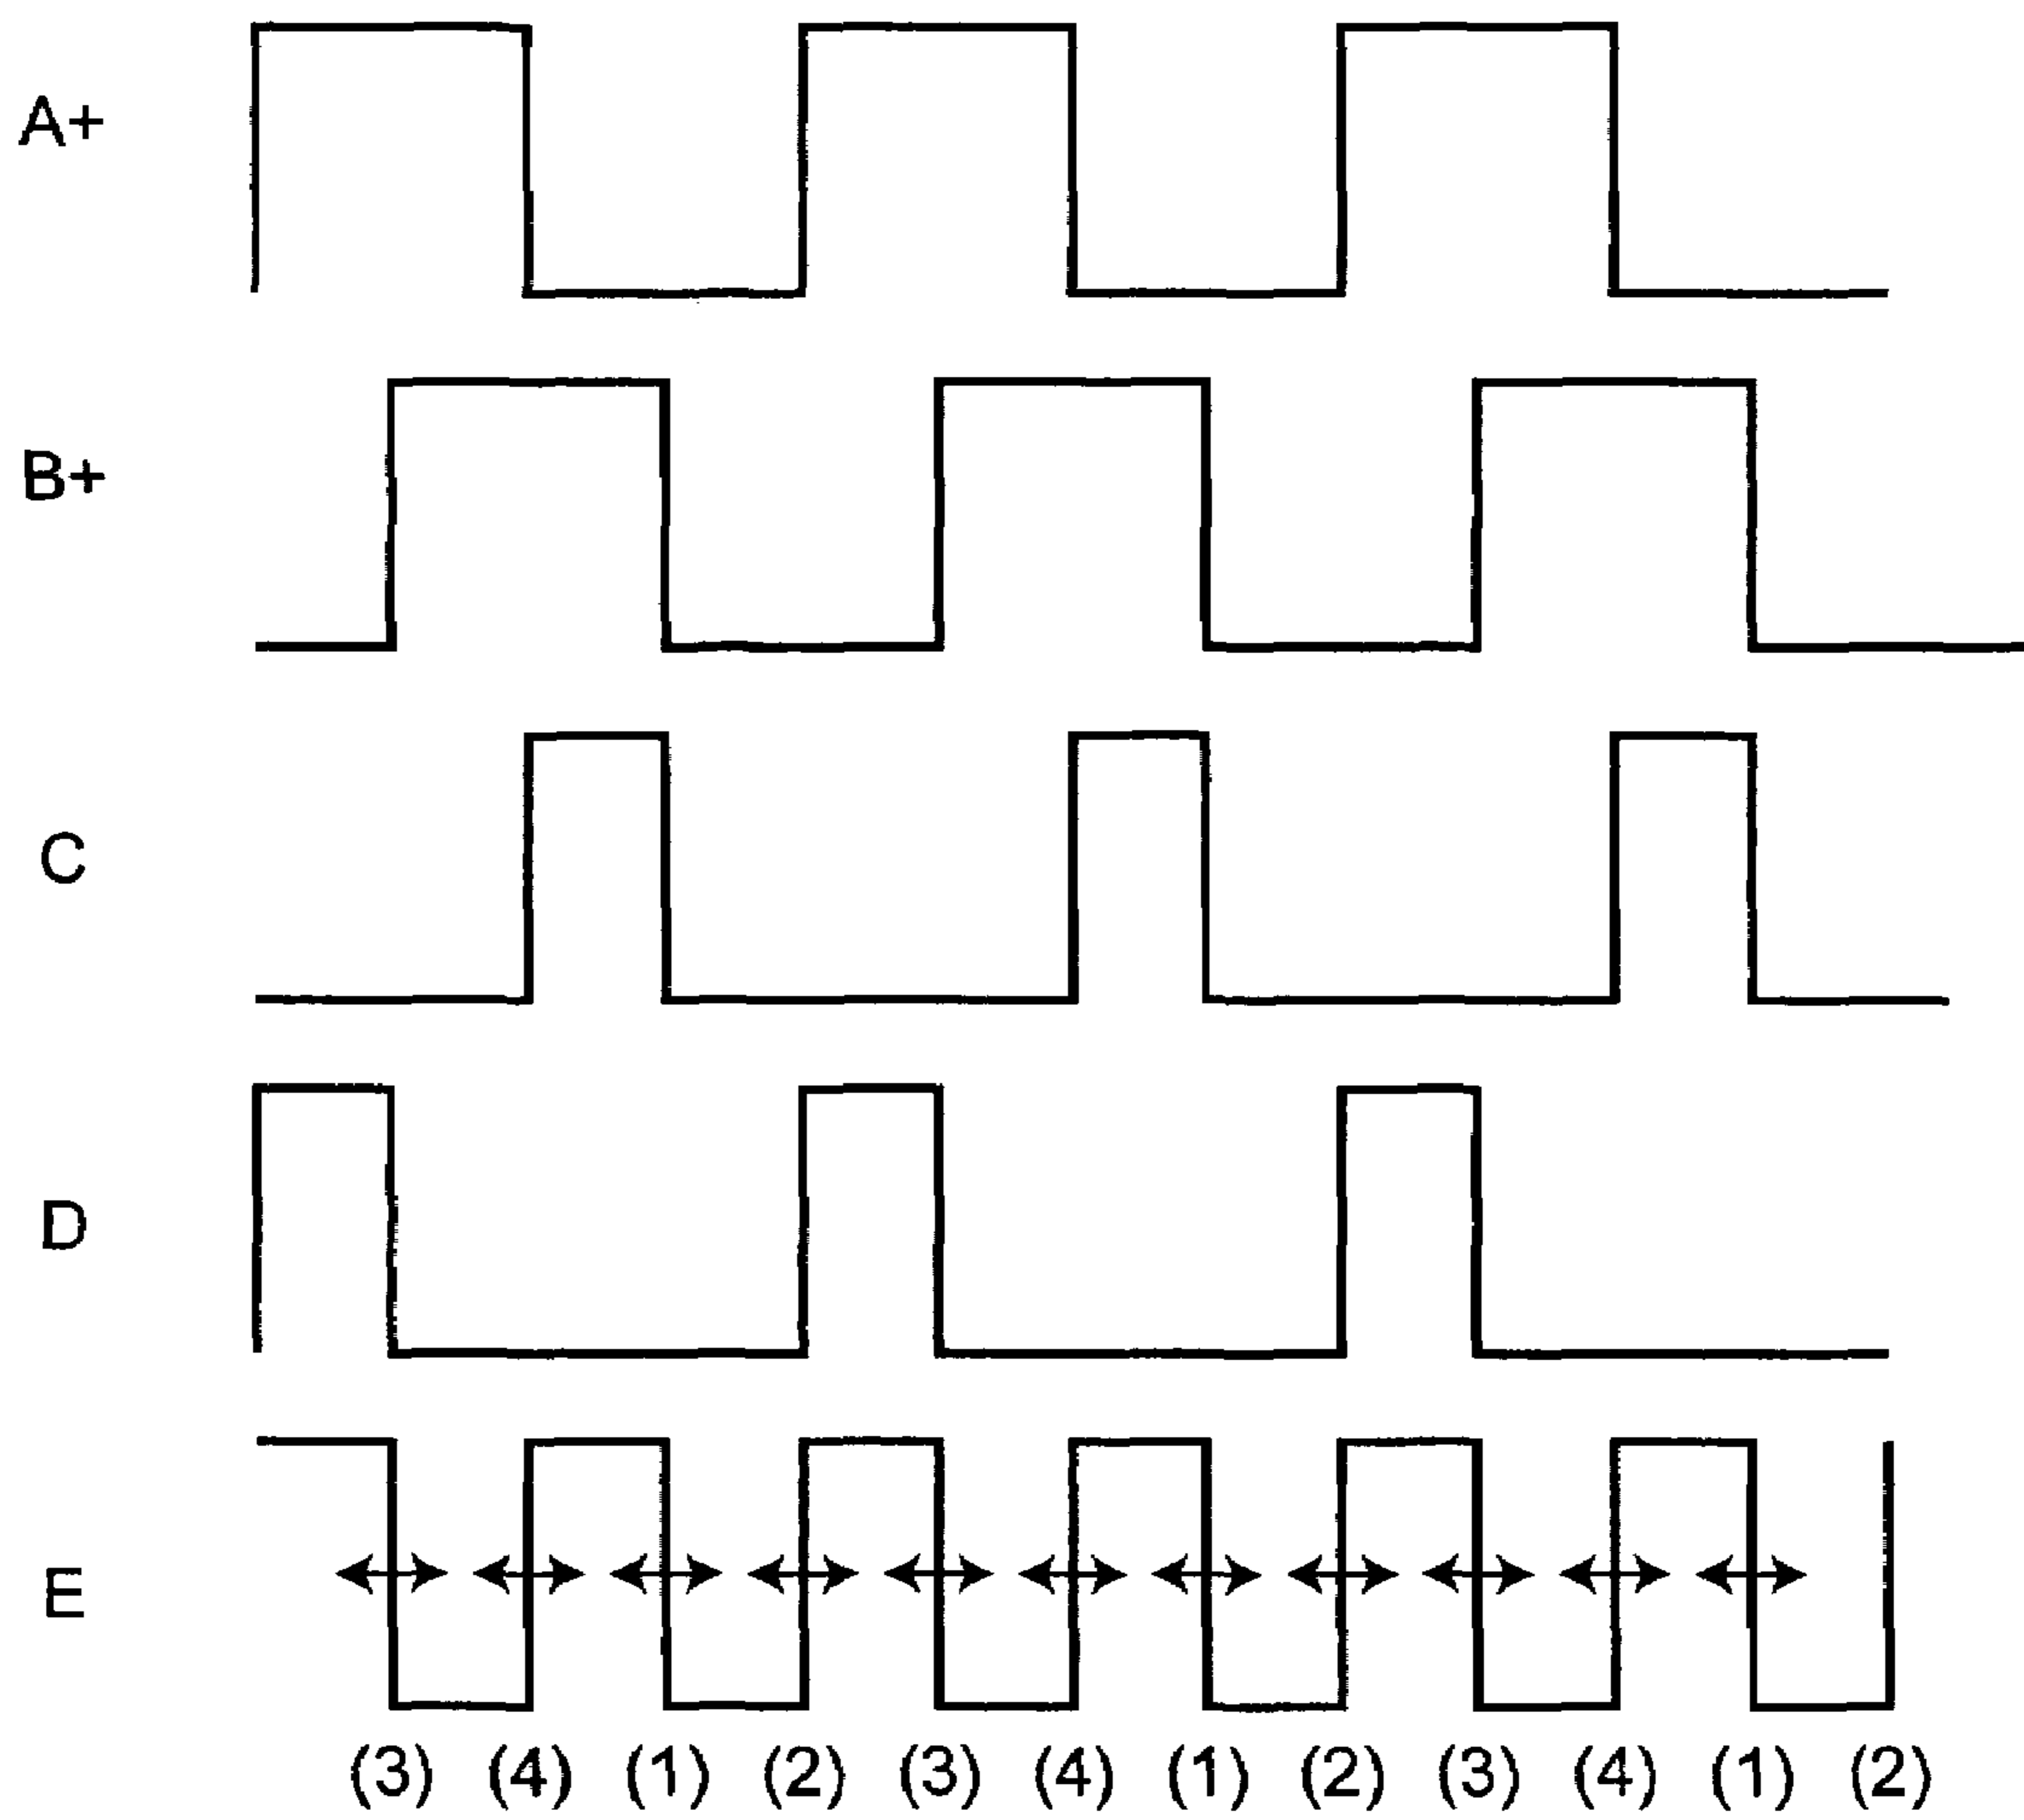 A+
B+
C
D
E
(3) (4) (1) (2) (3) (4) (1) (2) (3) (4) (1) (2)